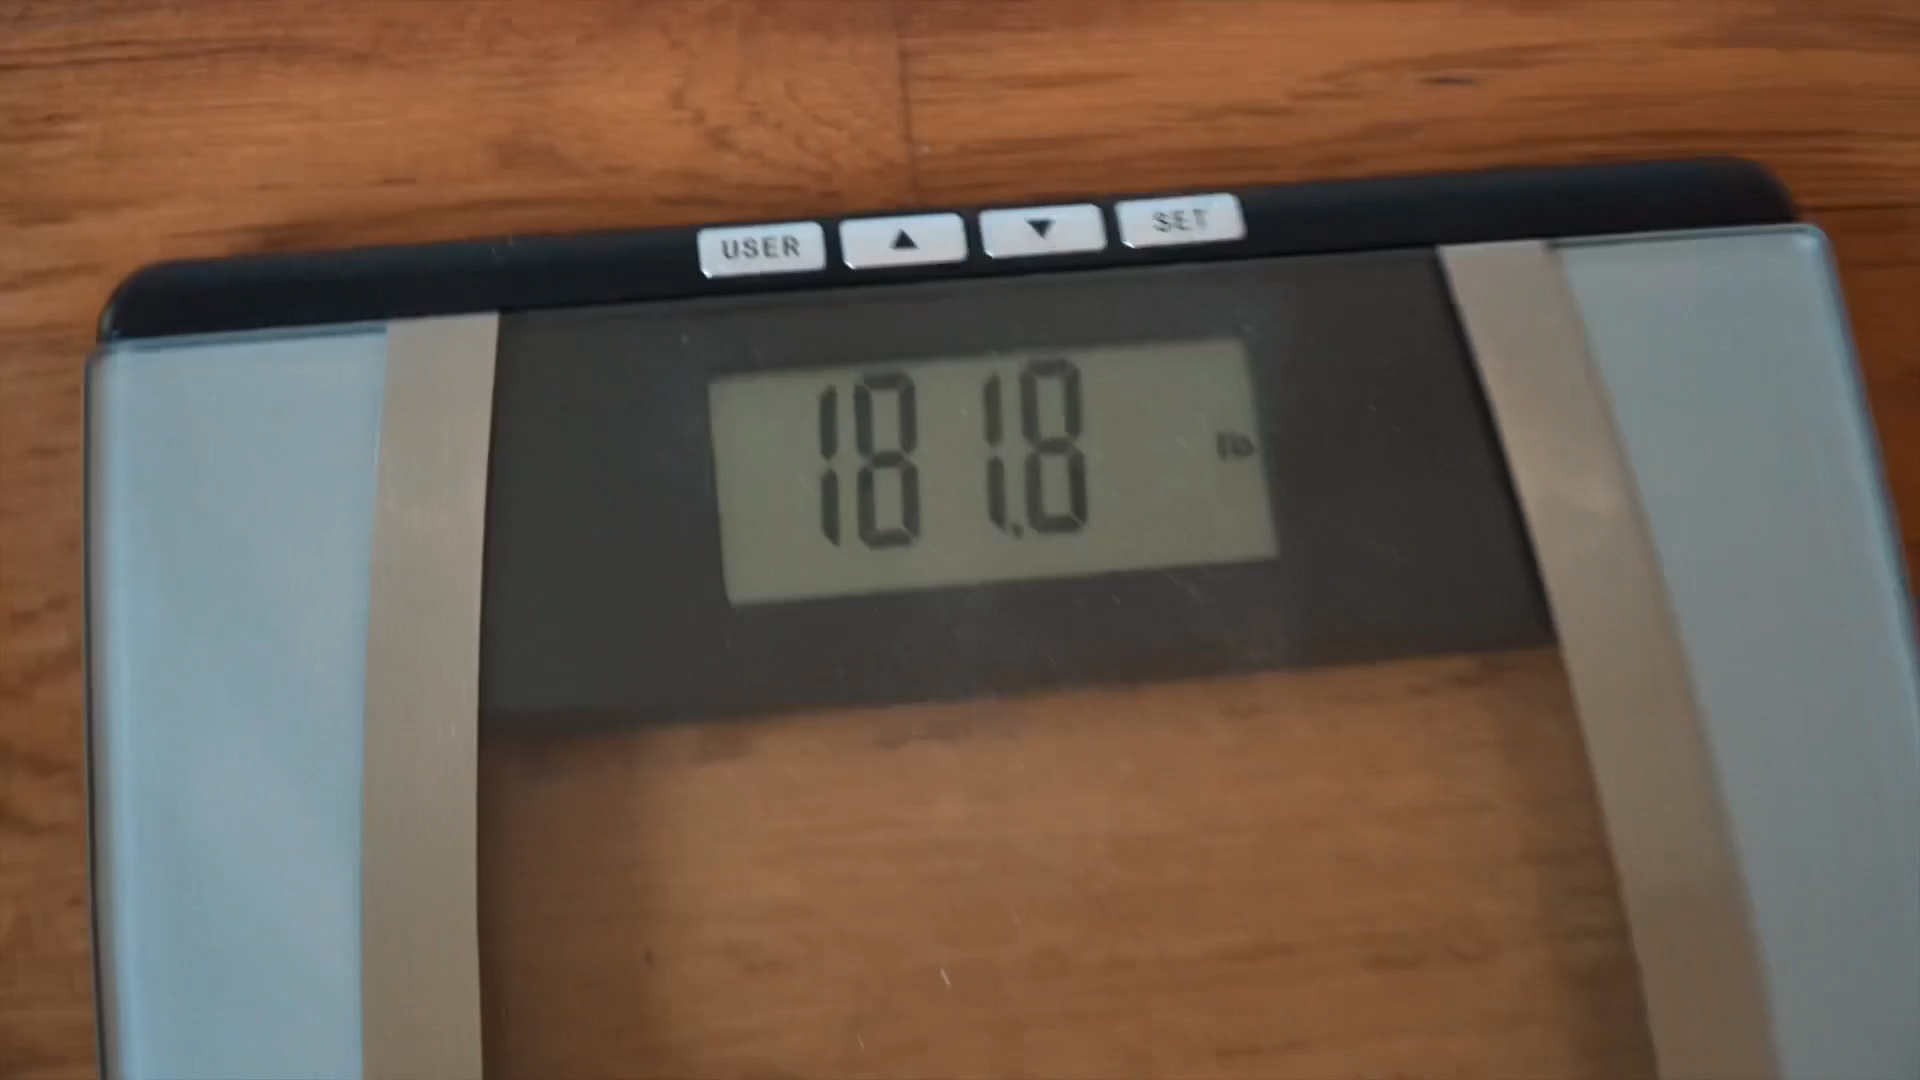 USER ▲ ▼ SET
181.8 lb